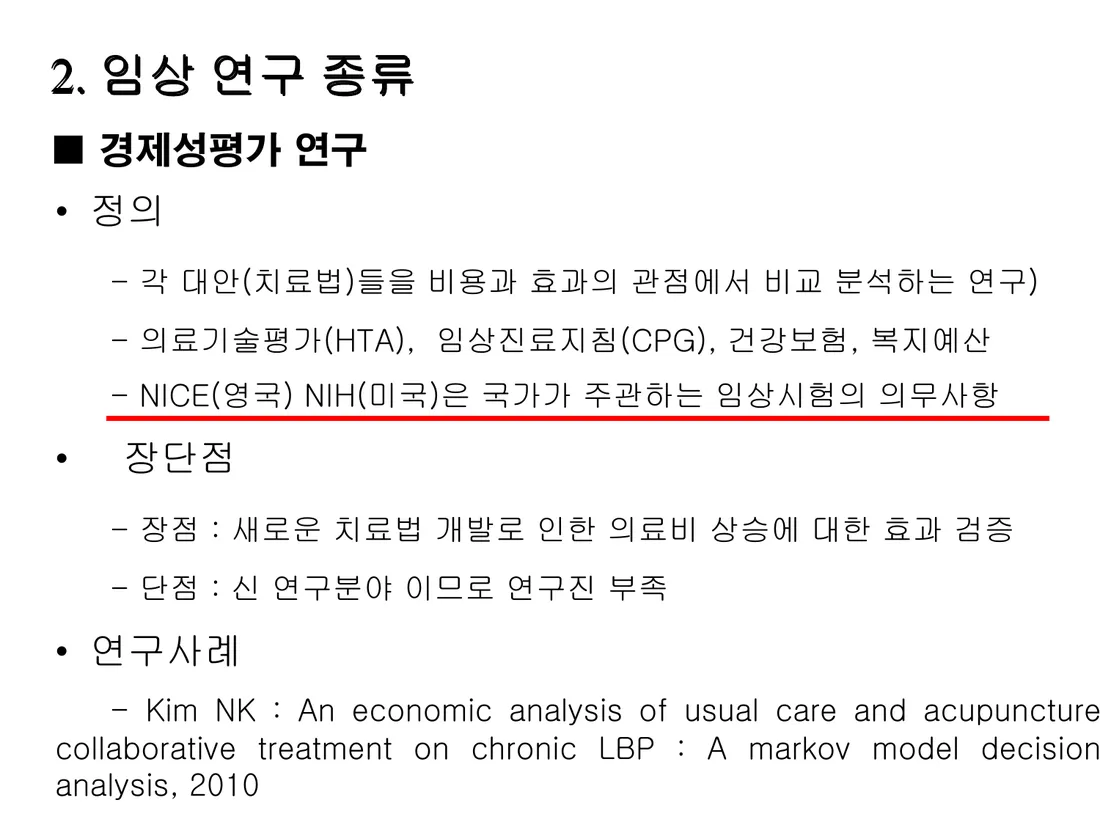 2. 임상 연구 종류
■ 경제성평가 연구
• 정의
– 각 대안(치료법)들을 비용과 효과의 관점에서 비교 분석하는 연구)
– 의료기술평가(HTA), 임상진료지침(CPG), 건강보험, 복지예산
– NICE(영국) NIH(미국)은 국가가 주관하는 임상시험의 의무사항
• 장단점
– 장점 : 새로운 치료법 개발로 인한 의료비 상승에 대한 효과 검증
– 단점 : 신 연구분야 이므로 연구진 부족
• 연구사례
– Kim NK : An economic analysis of usual care and acupuncture
collaborative treatment on chronic LBP : A markov model decision
analysis, 2010